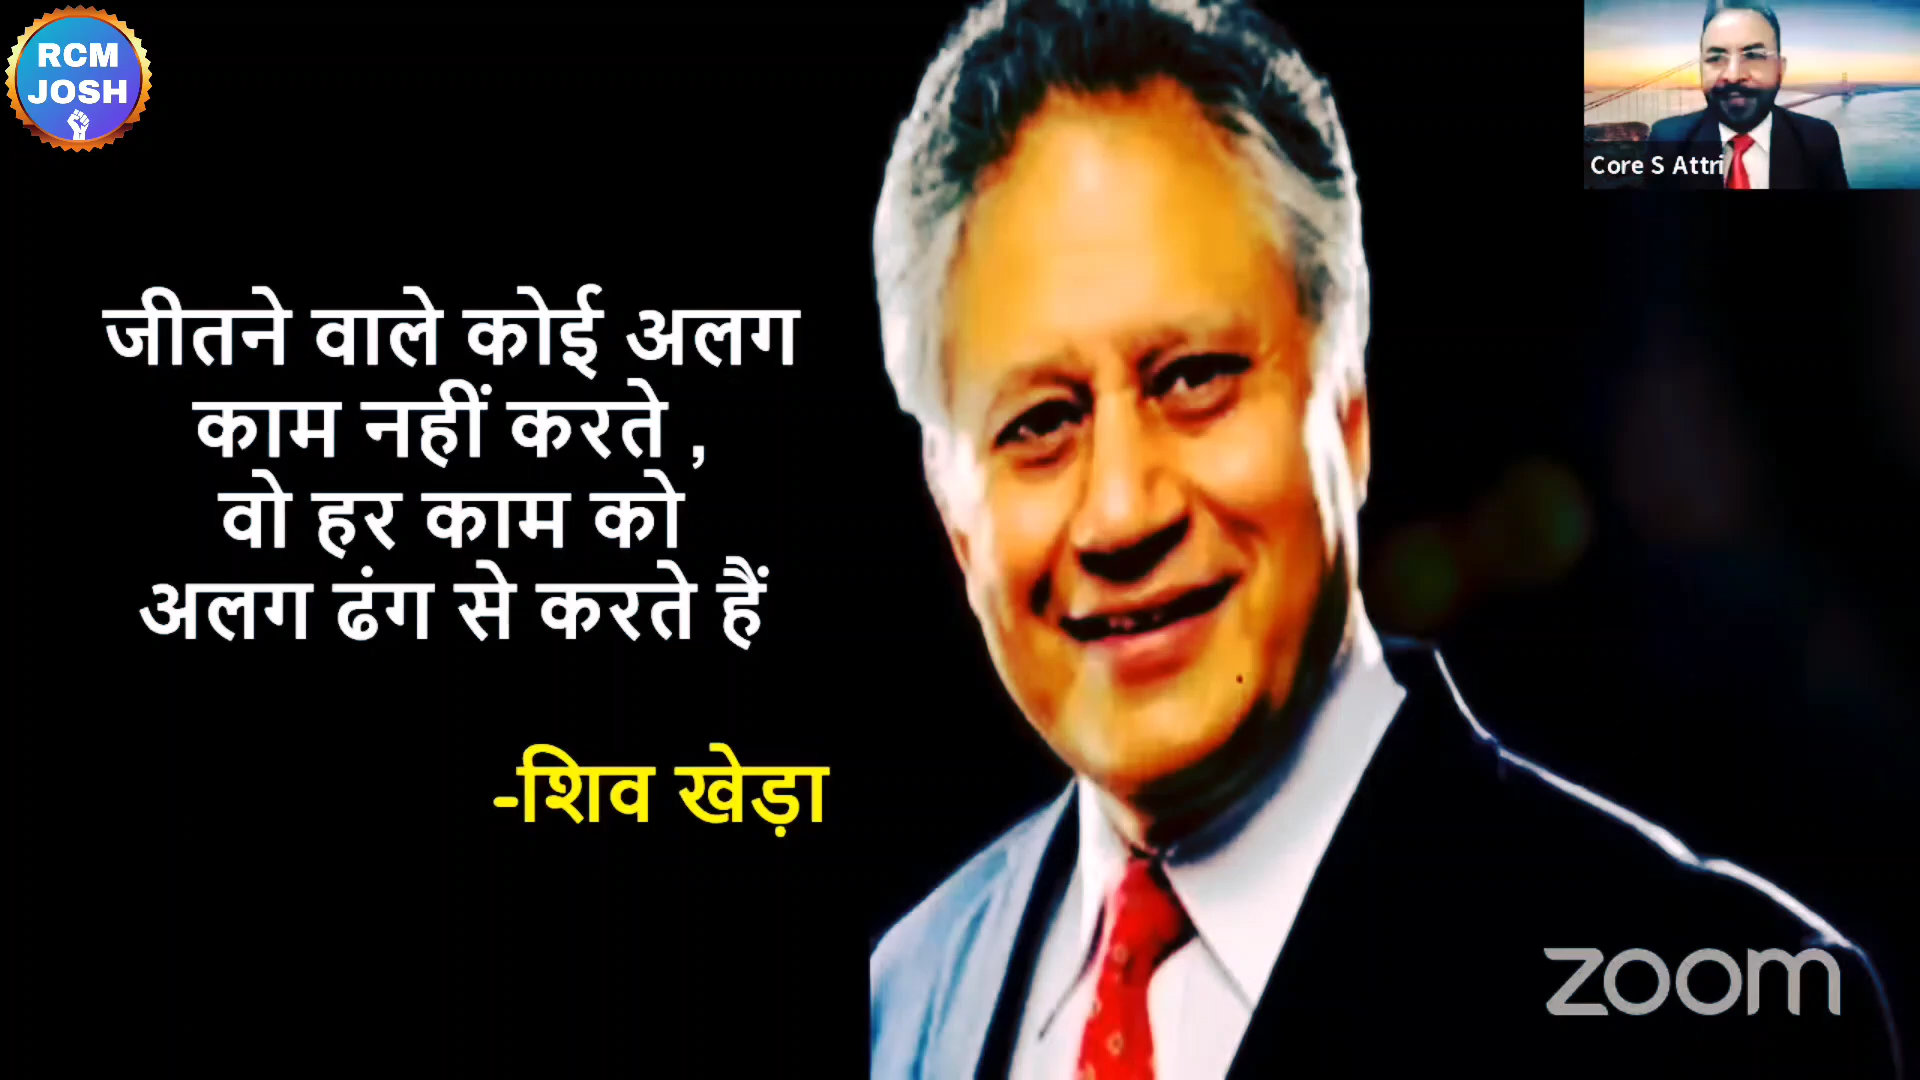 RCM
JOSH
Core S Attri
जीतने वाले कोई अलग
काम नहीं करते ,
वो हर काम को
अलग ढंग से करते हैं
-शिव खेड़ा
zoom